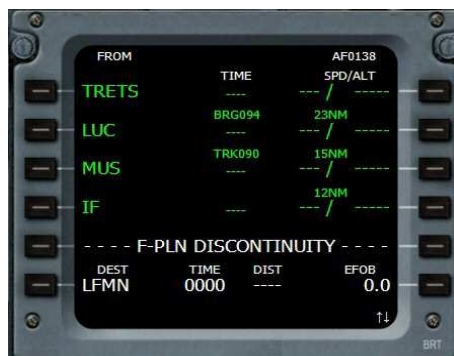 FROM AF0138
TIME SPD/ALT
TRETS ---- --- / -----
BRG094 23NM
LUC ---- --- / -----
TRK090 15NM
MUS ---- --- / -----
12NM
IF ---- --- / -----
- - - - F-PLN DISCONTINUITY - - - -
DEST TIME DIST EFOB
LFMN 0000 ---- 0.0
↑↓
BRT